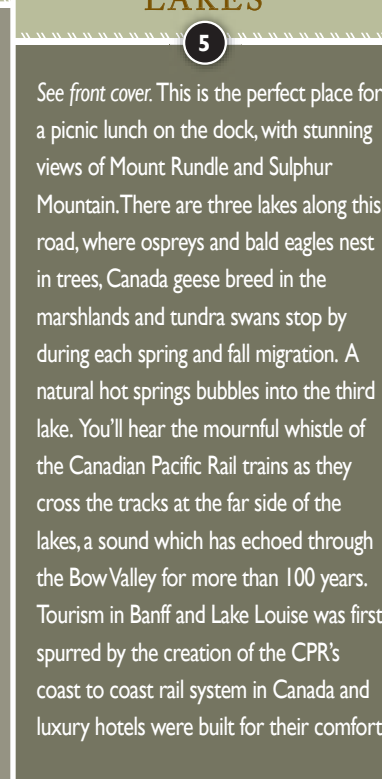 LAKES
5
See front cover. This is the perfect place for
a picnic lunch on the dock, with stunning
views of Mount Rundle and Sulphur
Mountain.There are three lakes along this
road, where ospreys and bald eagles nest
in trees, Canada geese breed in the
marshlands and tundra swans stop by
during each spring and fall migration. A
natural hot springs bubbles into the third
lake. You’ll hear the mournful whistle of
the Canadian Pacific Rail trains as they
cross the tracks at the far side of the
lakes, a sound which has echoed through
the Bow Valley for more than 100 years.
Tourism in Banff and Lake Louise was first
spurred by the creation of the CPR’s
coast to coast rail system in Canada and
luxury hotels were built for their comfort